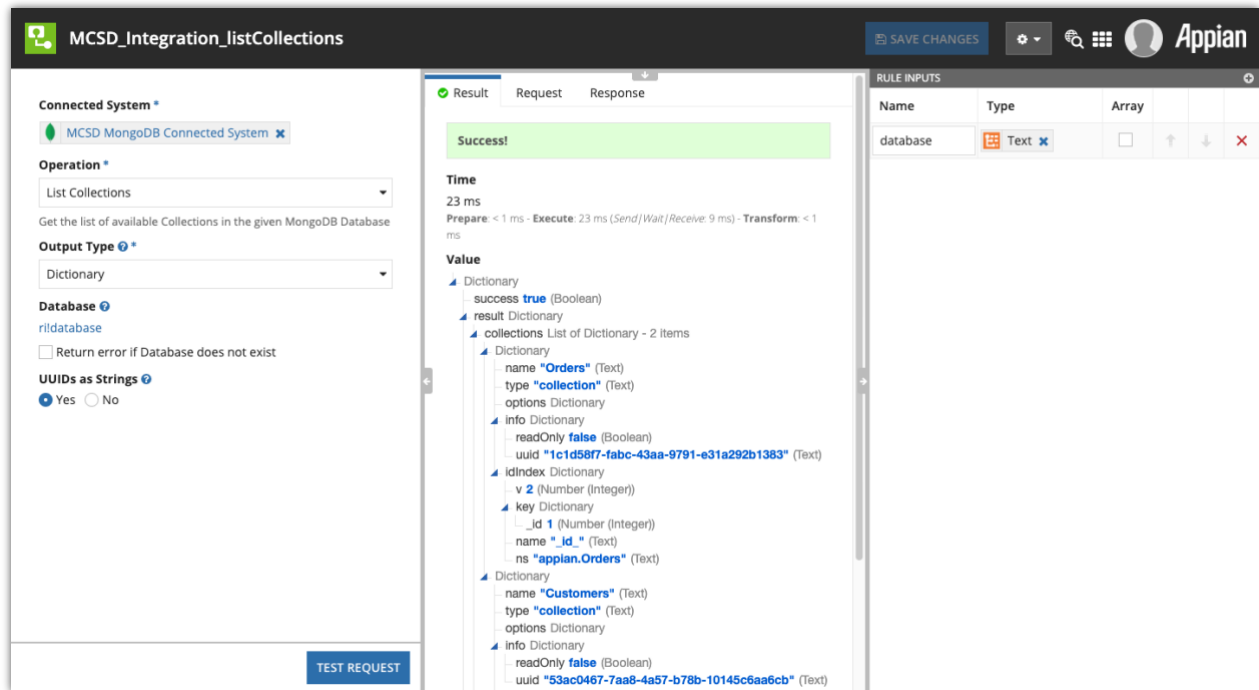 MCSD_Integration_listCollections
SAVE CHANGES
Appian
Connected System *
MCSD MongoDB Connected System
Operation *
List Collections
Get the list of available Collections in the given MongoDB Database
Output Type *
Dictionary
Database
ri!database
Return error if Database does not exist
UUIDs as Strings
Yes No
TEST REQUEST
Result Request Response
Success!
Time
23 ms
Prepare: < 1 ms - Execute: 23 ms (Send|Wait|Receive: 9 ms) - Transform: < 1
ms
Value
Dictionary
success true (Boolean)
result Dictionary
collections List of Dictionary - 2 items
Dictionary
name "Orders" (Text)
type "collection" (Text)
options Dictionary
info Dictionary
readOnly false (Boolean)
uuid "1c1d58f7-fabc-43aa-9791-e31a292b1383" (Text)
idIndex Dictionary
v 2 (Number (Integer))
key Dictionary
_id 1 (Number (Integer))
name "_id_" (Text)
ns "appian.Orders" (Text)
Dictionary
name "Customers" (Text)
type "collection" (Text)
options Dictionary
info Dictionary
readOnly false (Boolean)
uuid "53ac0467-7aa8-4a57-b78b-10145c6aa6cb" (Text)
RULE INPUTS
Name Type Array
database Text